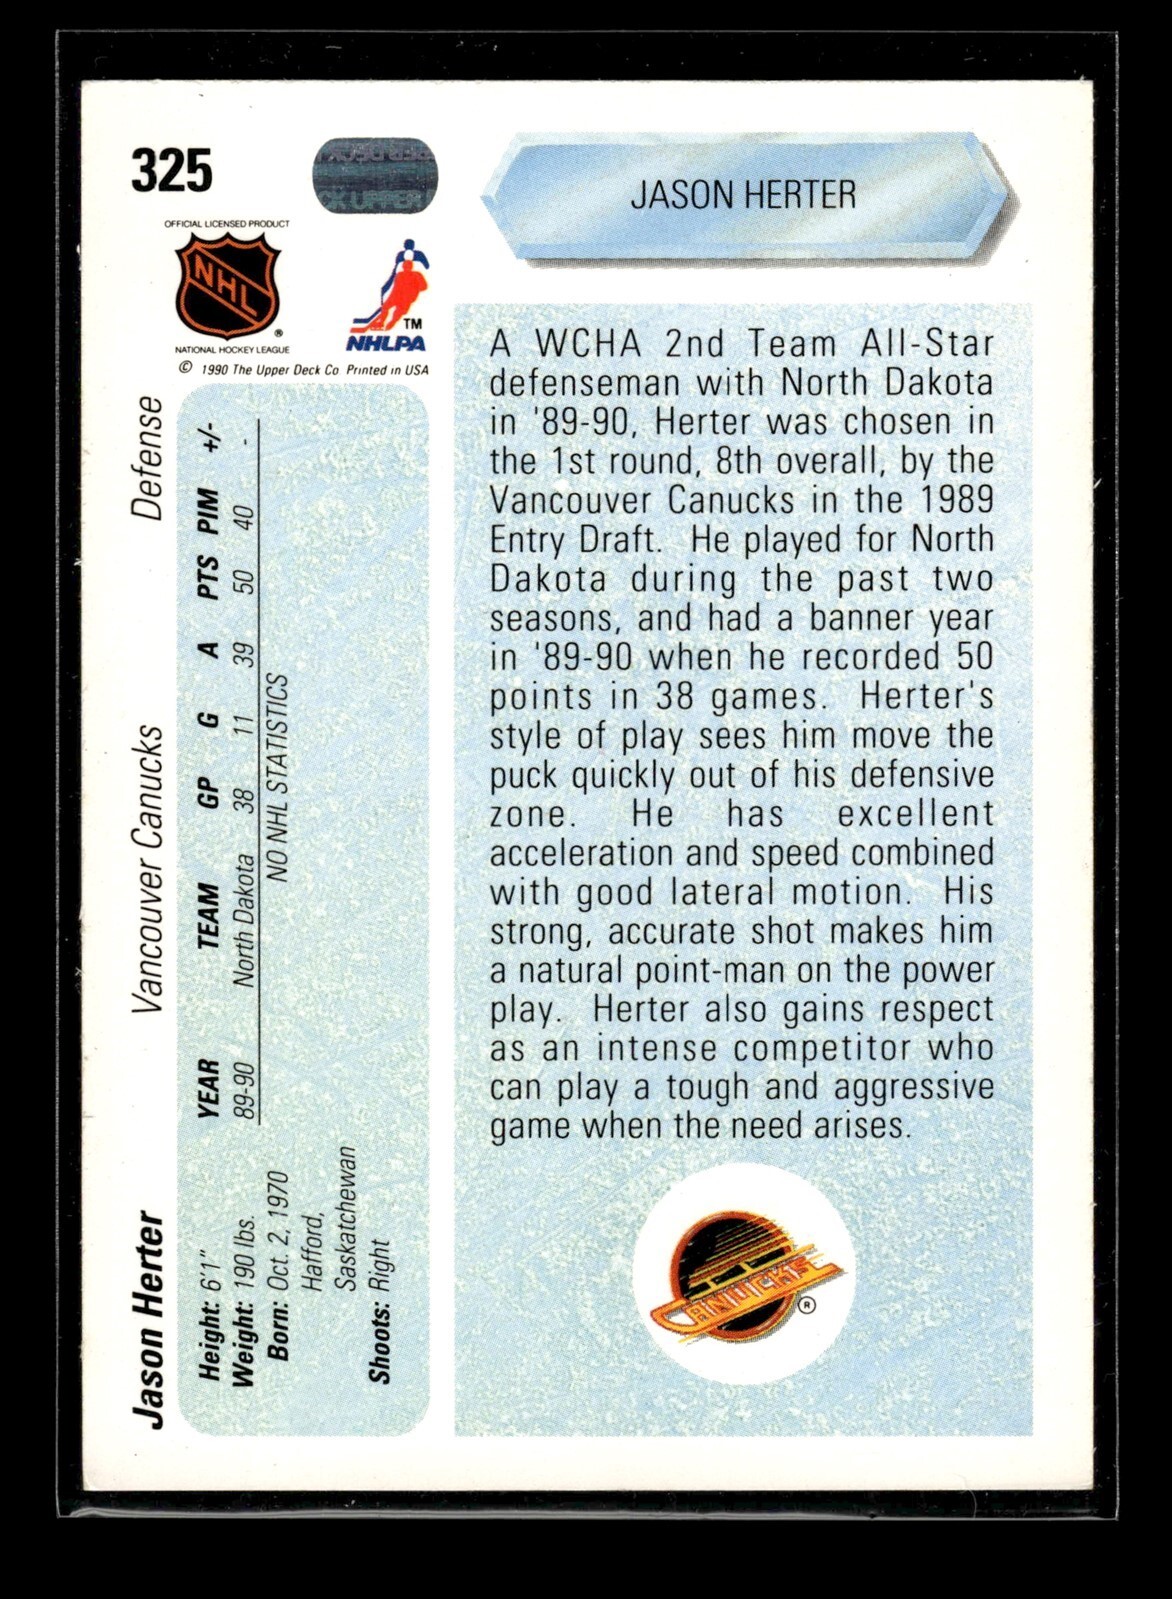 325
OFFICIAL LICENSED PRODUCT
NHL
®
NATIONAL HOCKEY LEAGUE
TM
NHLPA
© 1990 The Upper Deck Co. Printed in USA
JASON HERTER
A WCHA 2nd Team All-Star
defenseman with North Dakota
in '89-90, Herter was chosen in
the 1st round, 8th overall, by the
Vancouver Canucks in the 1989
Entry Draft. He played for North
Dakota during the past two
seasons, and had a banner year
in '89-90 when he recorded 50
points in 38 games. Herter's
style of play sees him move the
puck quickly out of his defensive
zone. He has excellent
acceleration and speed combined
with good lateral motion. His
strong, accurate shot makes him
a natural point-man on the power
play. Herter also gains respect
as an intense competitor who
can play a tough and aggressive
game when the need arises.
CANUCKS
®
Jason Herter Vancouver Canucks Defense
Height: 6'1"
Weight: 190 lbs.
Born: Oct. 2, 1970
Hafford,
Saskatchewan
Shoots: Right
YEAR TEAM GP G A PTS PIM +/-
89-90 North Dakota 38 11 39 50 40 -
NO NHL STATISTICS